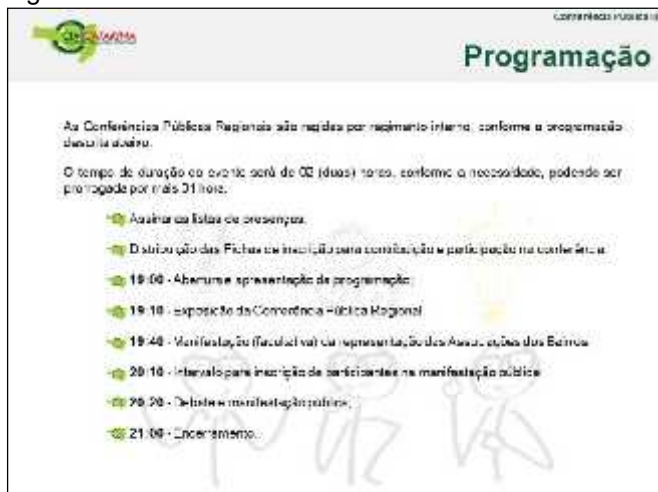 Conferência Pública
Programação
As Conferências Públicas Regionais são regidas por regimento interno, conforme a programação
descrita abaixo.
O tempo de duração do evento será de 02 (duas) horas, conforme a necessidade, podendo ser
prorrogada por mais 01 hora.
Assinar as listas de presenças;
Distribuição das Fichas de inscrição para contribuição e participação na conferência;
19:00 - Abertura e apresentação da programação;
19:10 - Exposição da Conferência Pública Regional
19:40 - Manifestação (facultativa) da representação das Associações dos Bairros
20:10 - Intervalo para inscrição de participantes na manifestação pública
20:20 - Debate e manifestação pública;
21:00 - Encerramento.